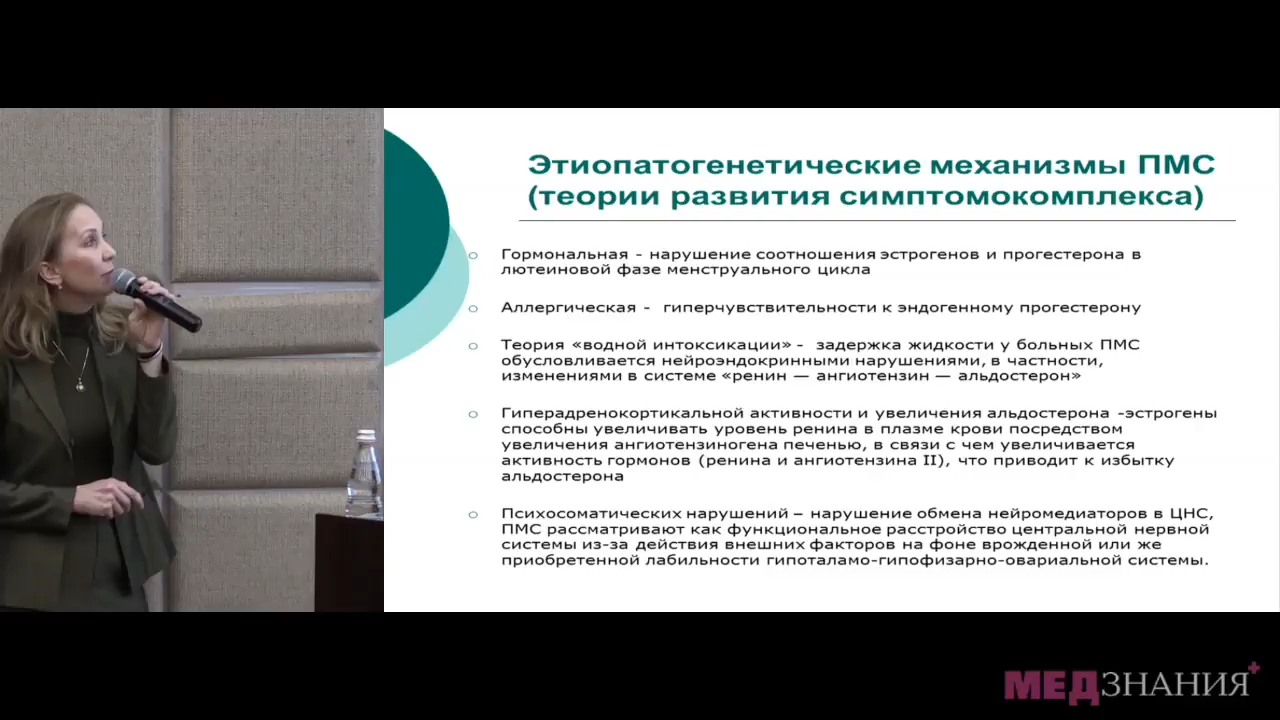 Этиопатогенетические механизмы ПМС
(теории развития симптомокомплекса)
Гормональная - нарушение соотношения эстрогенов и прогестерона в
лютеиновой фазе менструального цикла
Аллергическая - гиперчувствительности к эндогенному прогестерону
Теория «водной интоксикации» - задержка жидкости у больных ПМС
обусловливается нейроэндокринными нарушениями, в частности,
изменениями в системе «ренин — ангиотензин — альдостерон»
Гиперадренокортикальной активности и увеличения альдостерона -эстрогены
способны увеличивать уровень ренина в плазме крови посредством
увеличения ангиотензиногена печенью, в связи с чем увеличивается
активность гормонов (ренина и ангиотензина II), что приводит к избытку
альдостерона
Психосоматических нарушений – нарушение обмена нейромедиаторов в ЦНС,
ПМС рассматривают как функциональное расстройство центральной нервной
системы из-за действия внешних факторов на фоне врожденной или же
приобретенной лабильности гипоталамо-гипофизарно-овариальной системы.
МЕДЗНАНИЯ+